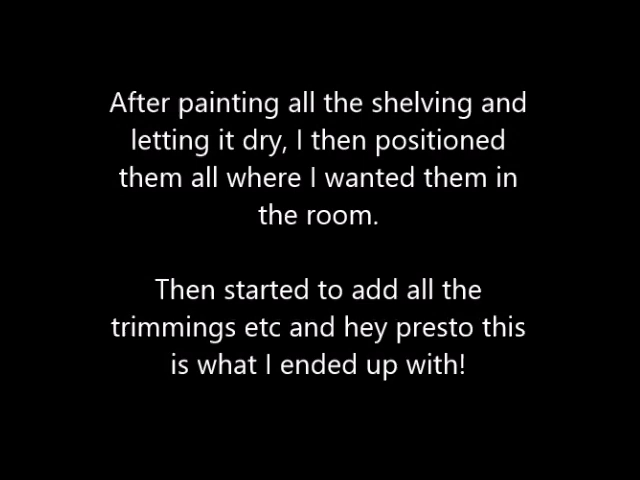 After painting all the shelving and
letting it dry, I then positioned
them all where I wanted them in
the room.
Then started to add all the
trimmings etc and hey presto this
is what I ended up with!